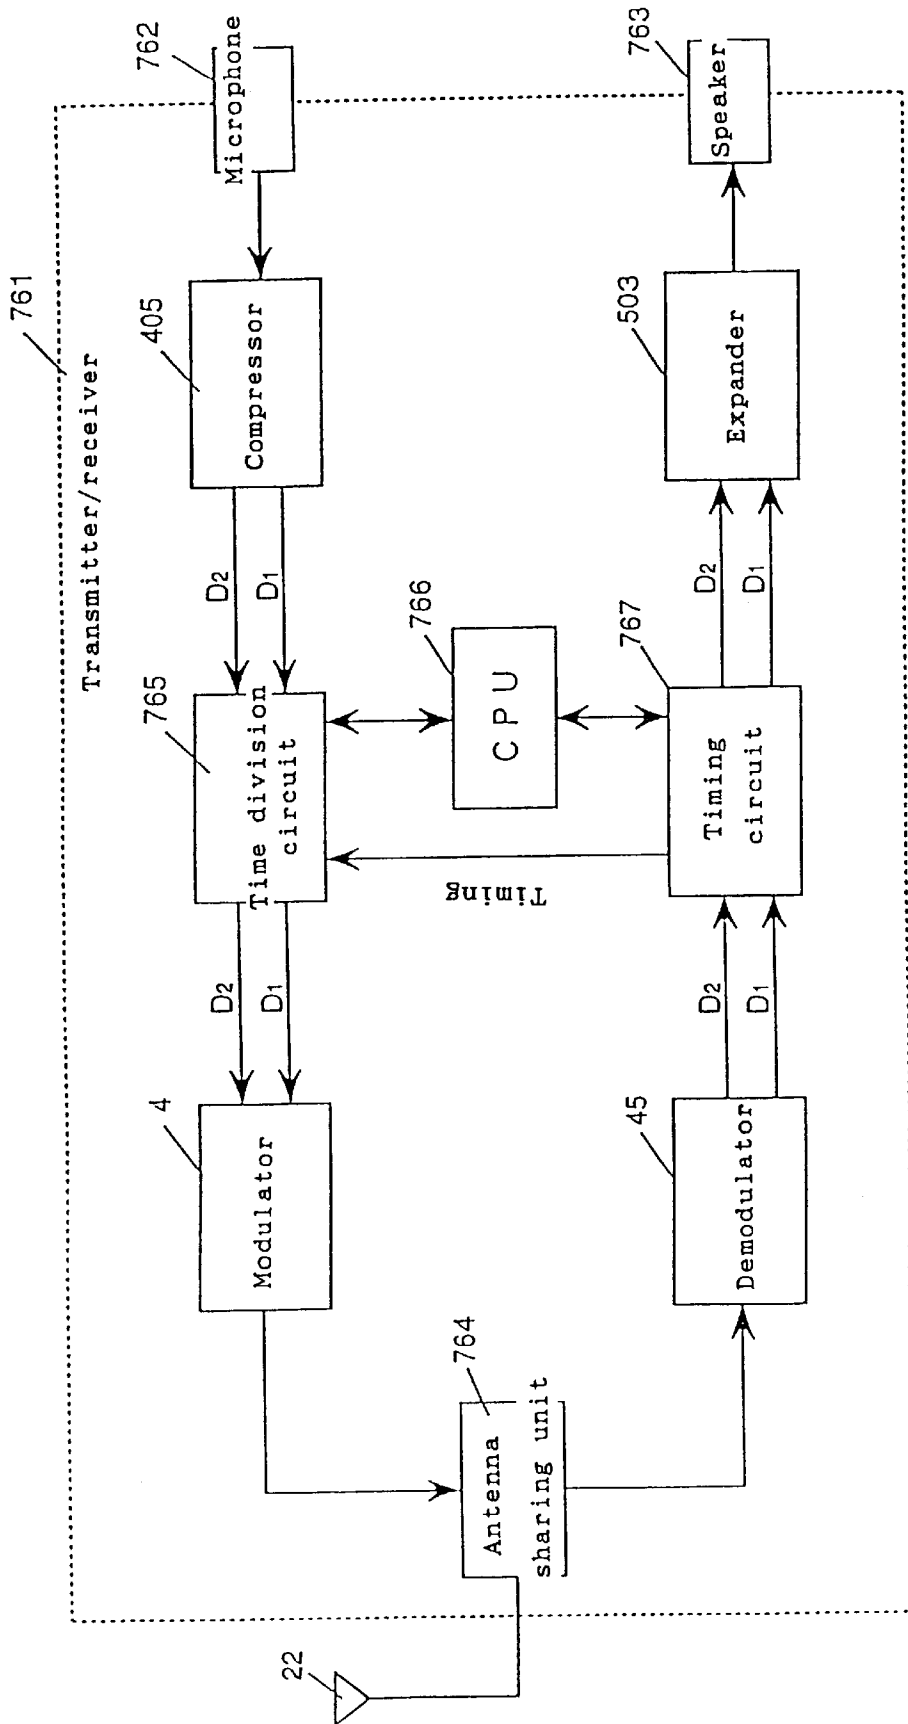 761
Transmitter/receiver
762
Microphone
405
Compressor
D2
D1
765
Time division
circuit
D2
D1
4
Modulator
764
Antenna
sharing unit
22
766
CPU
Timing
763
Speaker
503
Expander
D2
D1
767
Timing
circuit
D2
D1
45
Demodulator